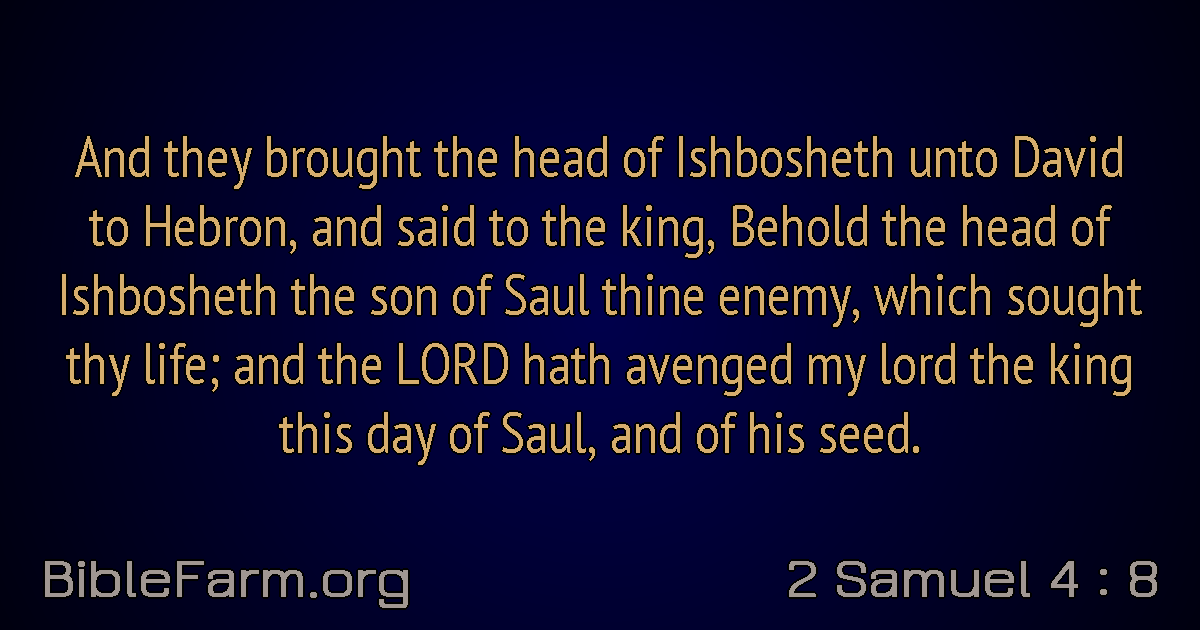 And they brought the head of Ishbosheth unto David
to Hebron, and said to the king, Behold the head of
Ishbosheth the son of Saul thine enemy, which sought
thy life; and the LORD hath avenged my lord the king
this day of Saul, and of his seed.
BibleFarm.org
2 Samuel 4 : 8